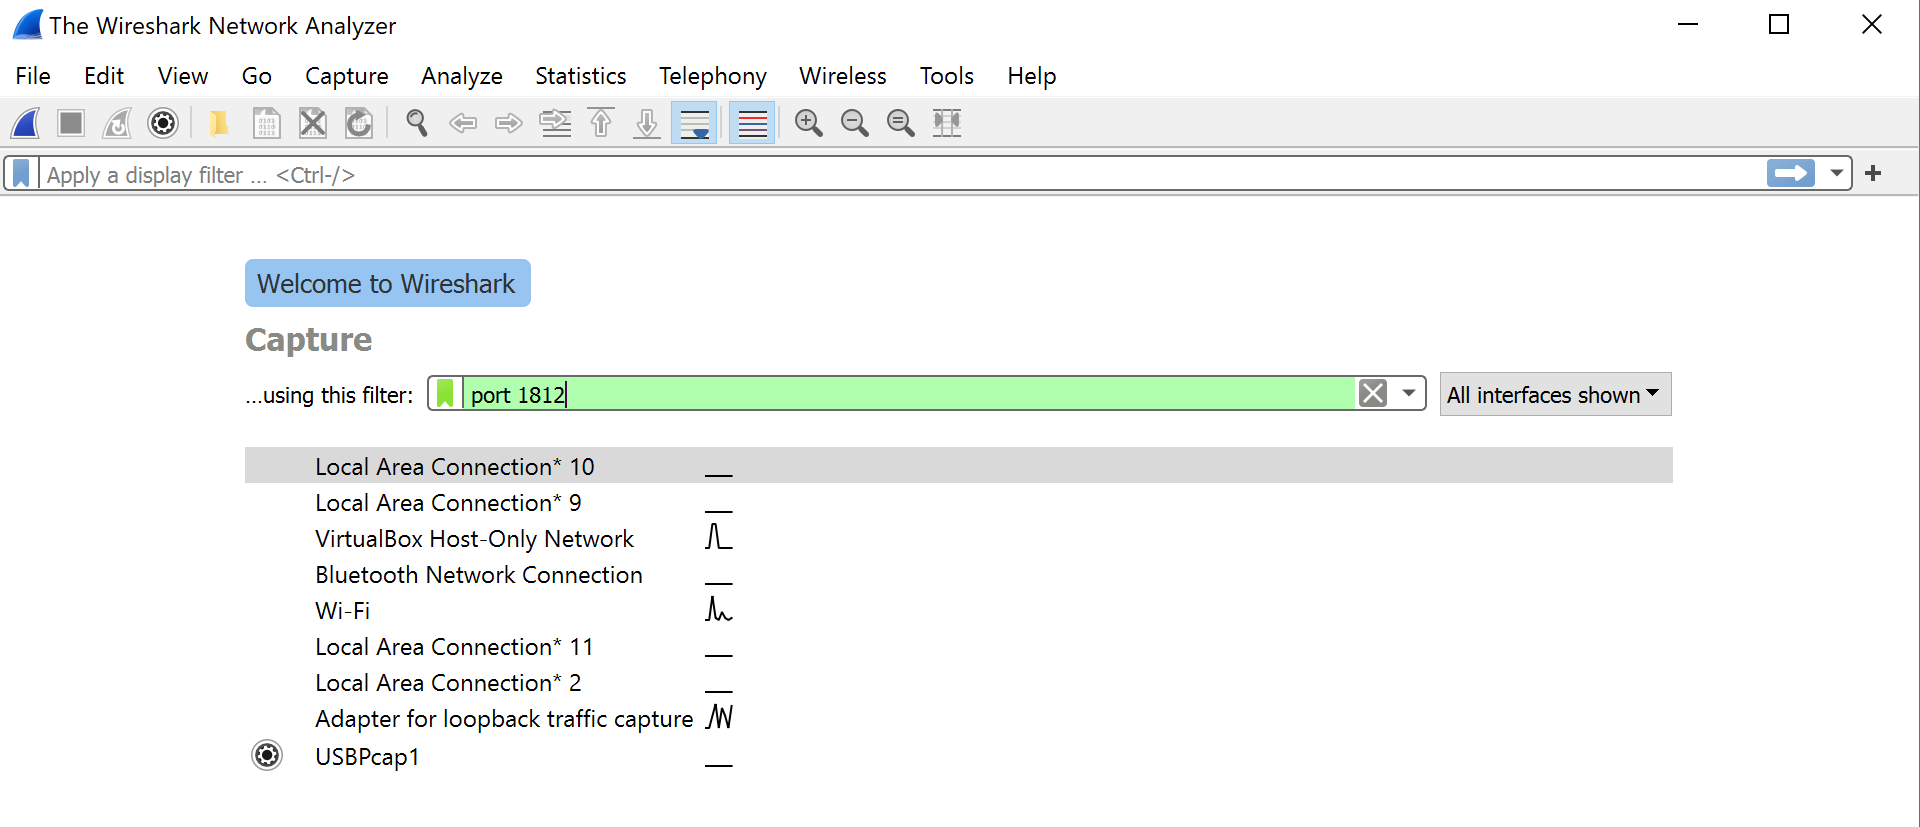 The Wireshark Network Analyzer
File Edit View Go Capture Analyze Statistics Telephony Wireless Tools Help
Apply a display filter ... <Ctrl-/>
Welcome to Wireshark
Capture
...using this filter: port 1812 All interfaces shown
Local Area Connection* 10
Local Area Connection* 9
VirtualBox Host-Only Network
Bluetooth Network Connection
Wi-Fi
Local Area Connection* 11
Local Area Connection* 2
Adapter for loopback traffic capture
USBPcap1